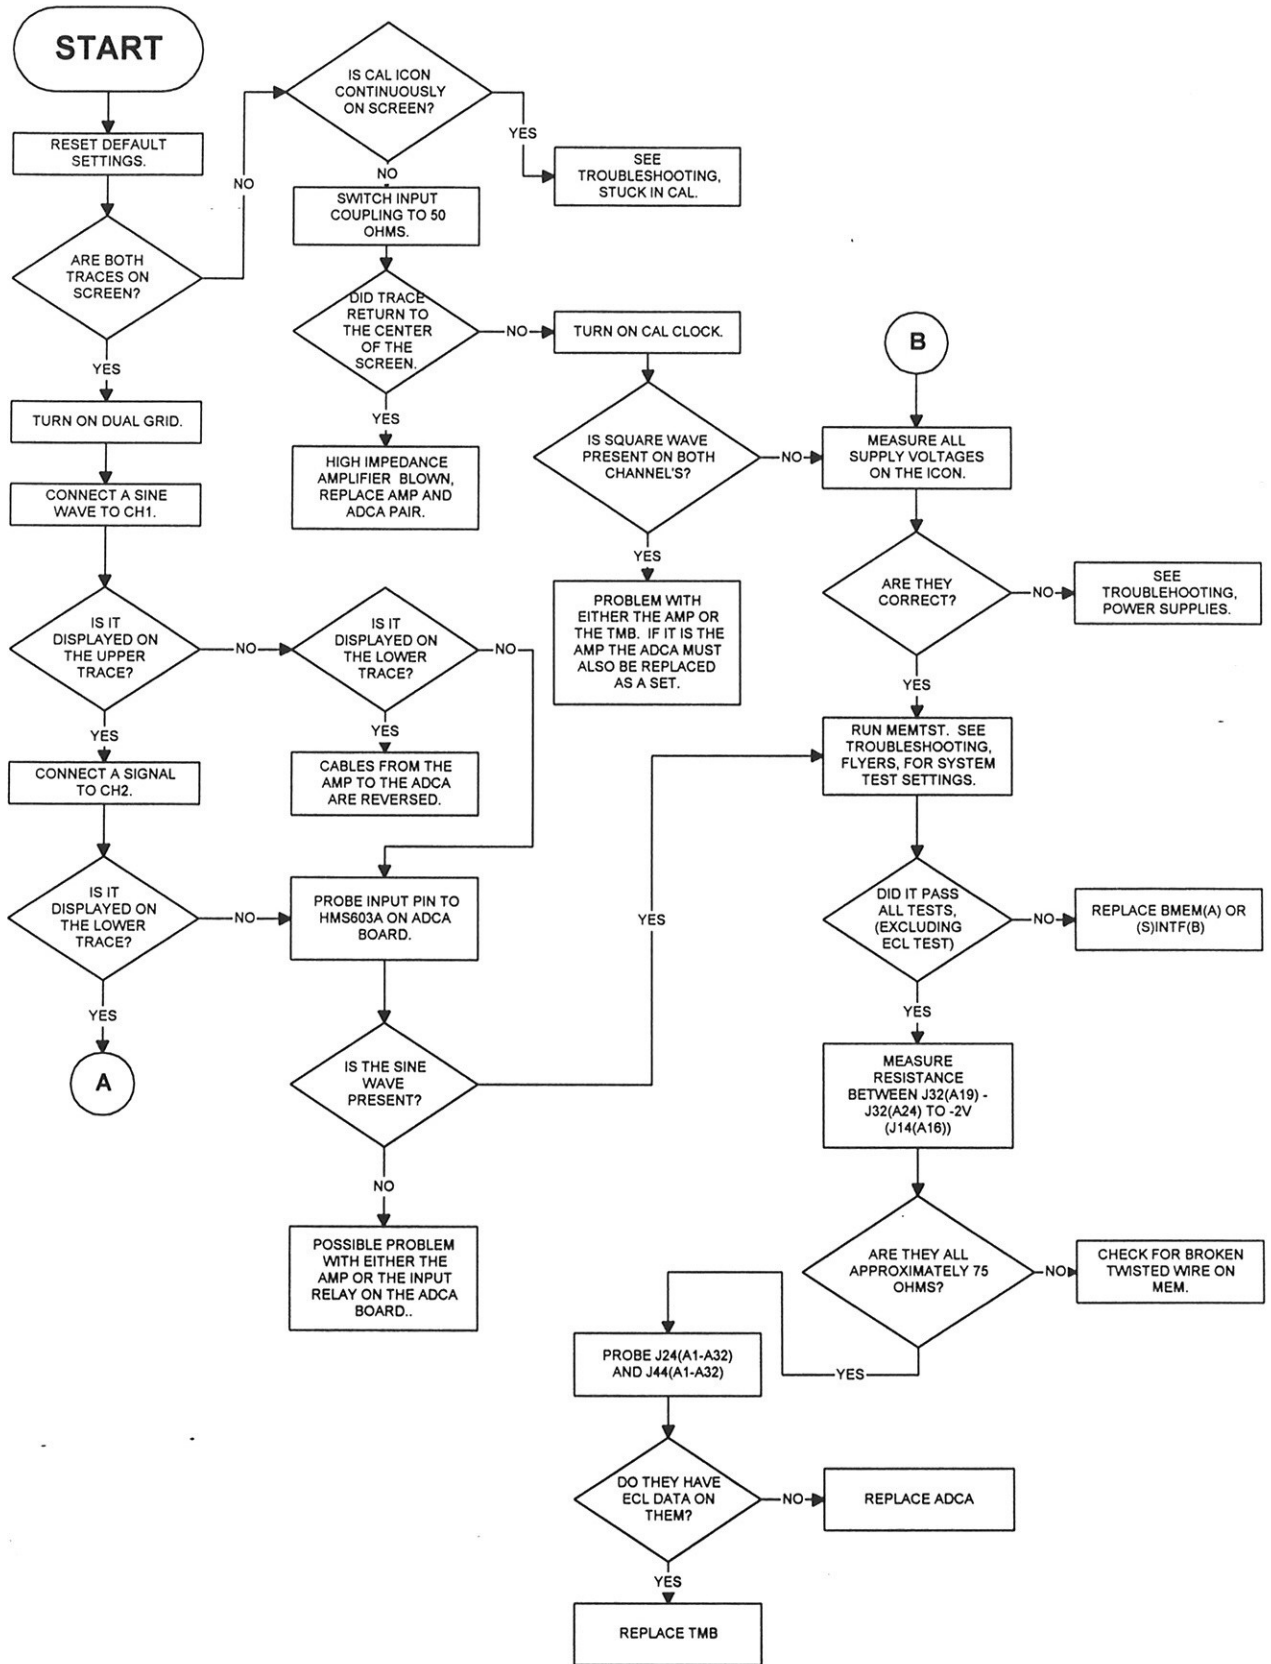 START
RESET DEFAULT
SETTINGS.
ARE BOTH
TRACES ON
SCREEN?
NO
YES
TURN ON DUAL GRID.
CONNECT A SINE
WAVE TO CH1.
IS IT
DISPLAYED ON
THE UPPER
TRACE?
NO
YES
CONNECT A SIGNAL
TO CH2.
IS IT
DISPLAYED ON
THE LOWER
TRACE?
NO
YES
A
IS CAL ICON
CONTINUOUSLY
ON SCREEN?
YES
SEE
TROUBLESHOOTING,
STUCK IN CAL.
NO
SWITCH INPUT
COUPLING TO 50
OHMS.
DID TRACE
RETURN TO
THE CENTER
OF THE
SCREEN.
NO
YES
HIGH IMPEDANCE
AMPLIFIER BLOWN,
REPLACE AMP AND
ADCA PAIR.
IS IT
DISPLAYED ON
THE LOWER
TRACE?
NO
YES
CABLES FROM THE
AMP TO THE ADCA
ARE REVERSED.
PROBE INPUT PIN TO
HMS603A ON ADCA
BOARD.
IS THE SINE
WAVE
PRESENT?
YES
NO
POSSIBLE PROBLEM
WITH EITHER THE
AMP OR THE INPUT
RELAY ON THE ADCA
BOARD..
TURN ON CAL CLOCK.
IS SQUARE WAVE
PRESENT ON BOTH
CHANNEL'S?
NO
YES
PROBLEM WITH
EITHER THE AMP OR
THE TMB. IF IT IS THE
AMP THE ADCA MUST
ALSO BE REPLACED
AS A SET.
B
MEASURE ALL
SUPPLY VOLTAGES
ON THE ICON.
ARE THEY
CORRECT?
NO
SEE
TROUBLEHOOTING,
POWER SUPPLIES.
YES
RUN MEMTST. SEE
TROUBLESHOOTING,
FLYERS, FOR SYSTEM
TEST SETTINGS.
DID IT PASS
ALL TESTS,
(EXCLUDING
ECL TEST)
NO
REPLACE BMEM(A) OR
(S)INTF(B)
YES
MEASURE
RESISTANCE
BETWEEN J32(A19) -
J32(A24) TO -2V
(J14(A16))
ARE THEY ALL
APPROXIMATELY 75
OHMS?
NO
CHECK FOR BROKEN
TWISTED WIRE ON
MEM.
YES
PROBE J24(A1-A32)
AND J44(A1-A32)
DO THEY HAVE
ECL DATA ON
THEM?
NO
REPLACE ADCA
YES
REPLACE TMB